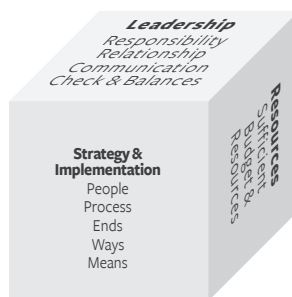 Leadership
Responsibility
Relationship
Communication
Check & Balances
Strategy &
Implementation
People
Process
Ends
Ways
Means
Resources
Sufficient
Budget &
Resources